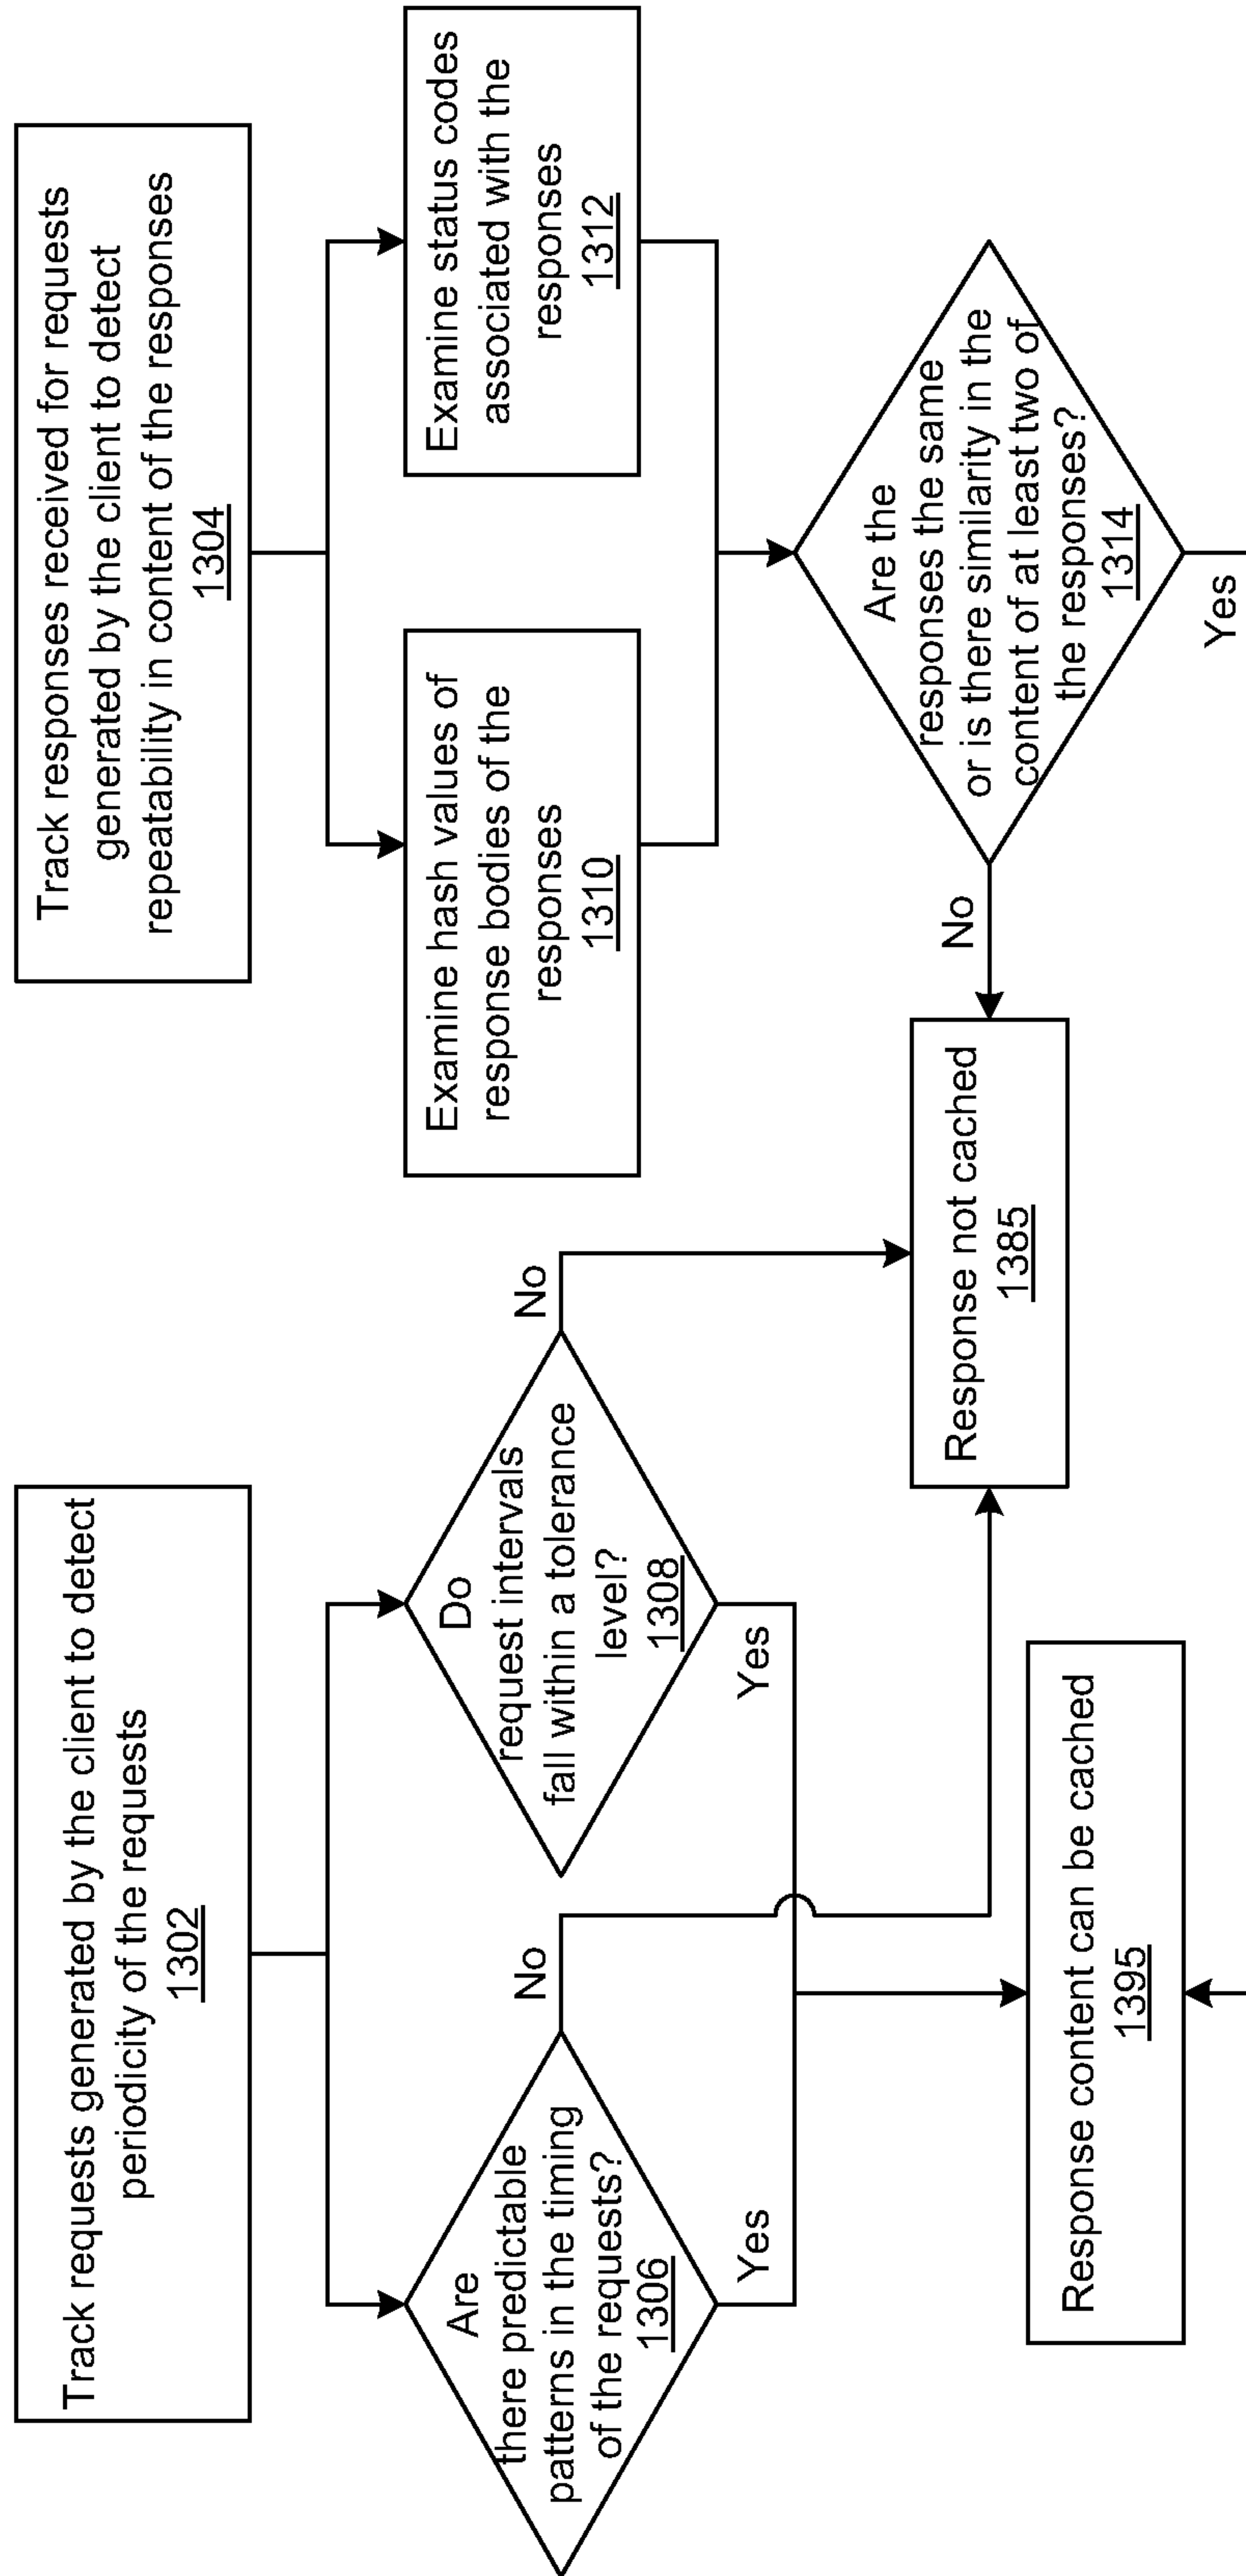 Track requests generated by the client to detect
periodicity of the requests
1302
Are
there predictable
patterns in the timing
of the requests?
1306
No
Yes
Do
request intervals
fall within a tolerance
level?
1308
No
Yes
Response content can be cached
1395
Track responses received for requests
generated by the client to detect
repeatability in content of the responses
1304
Examine hash values of
response bodies of the
responses
1310
Examine status codes
associated with the
responses
1312
Are the
responses the same
or is there similarity in the
content of at least two of
the responses?
1314
No
Yes
Response not cached
1385